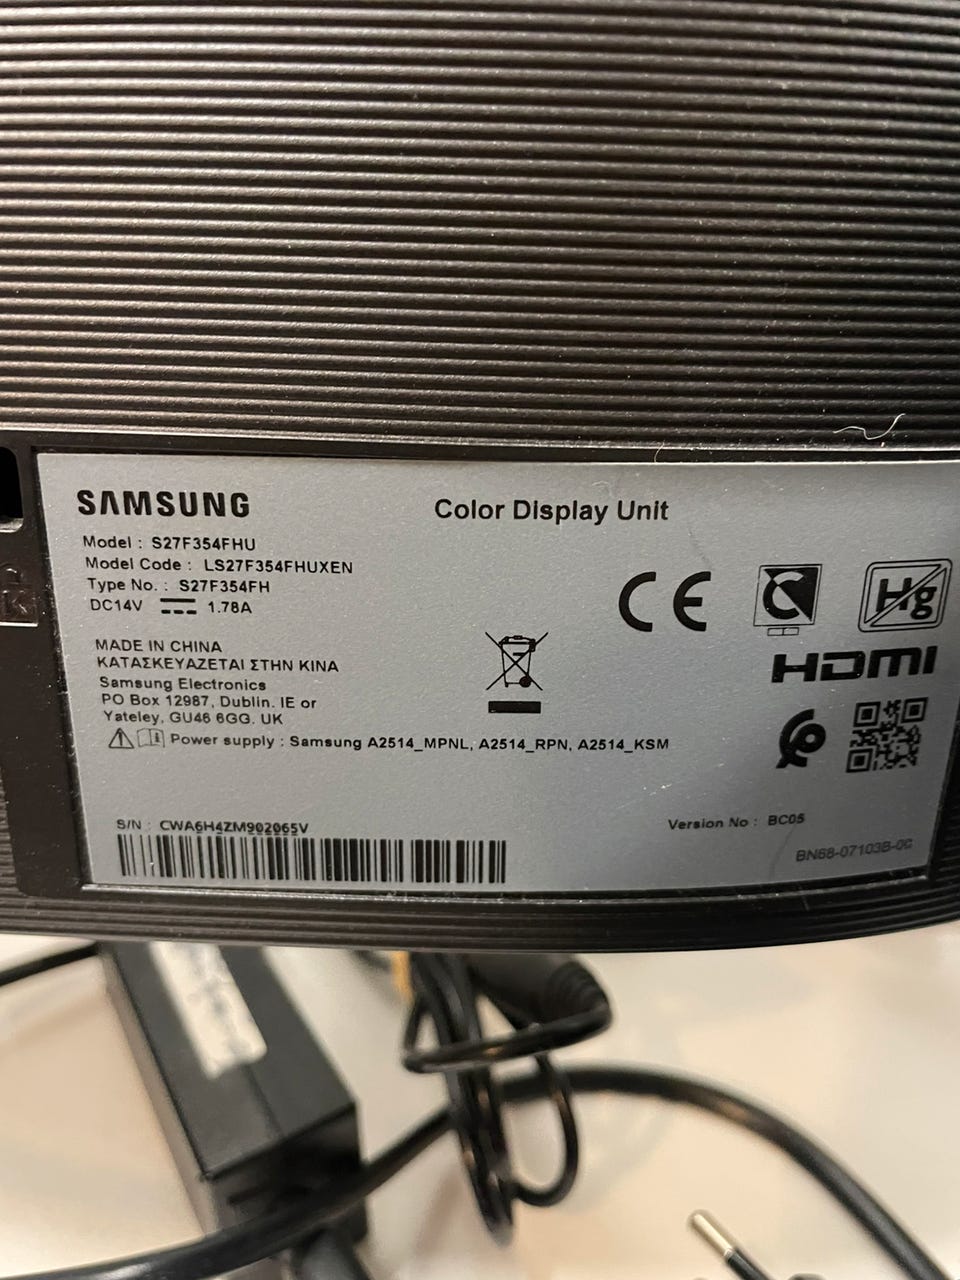 SAMSUNG
Color Display Unit
Model : S27F354FHU
Model Code : LS27F354FHUXEN
Type No. : S27F354FH
DC14V 1.78A
CE
Hg
HDMI
MADE IN CHINA
ΚΑΤΑΣΚΕΥΑΖΕΤΑΙ ΣΤΗΝ ΚΙΝΑ
Samsung Electronics
PO Box 12987, Dublin. IE or
Yateley, GU46 6GG. UK
Power supply : Samsung A2514_MPNL, A2514_RPN, A2514_KSM
S/N : CWA6H4ZM902065V
Version No : BC05
BN68-07103B-00